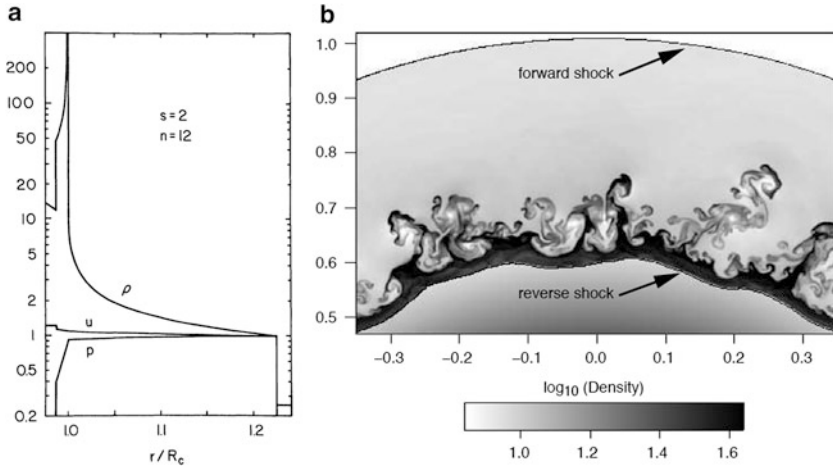 a
200
100
50
20
10
5
2
1
0.5
0.2
s=2
n=12
ρ
u
p
1.0
1.1
1.2
r/Rc
b
1.0
0.9
0.8
0.7
0.6
0.5
forward shock
reverse shock
−0.3
−0.2
−0.1
0.0
0.1
0.2
0.3
log10 (Density)
1.0
1.2
1.4
1.6